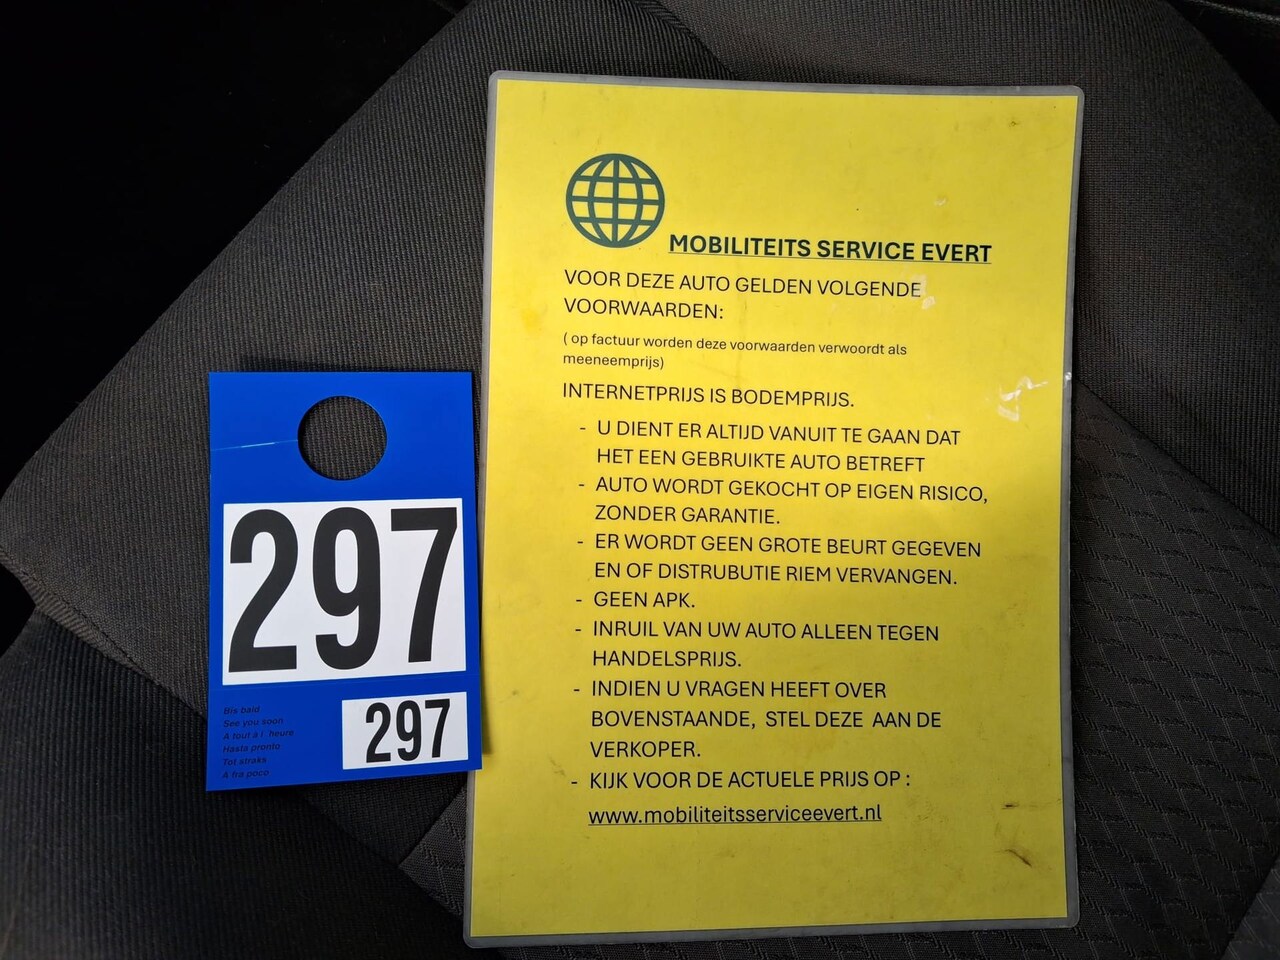 MOBILITEITS SERVICE EVERT
VOOR DEZE AUTO GELDEN VOLGENDE
VOORWAARDEN:
( op factuur worden deze voorwaarden verwoordt als
meeneemprijs)
INTERNETPRIJS IS BODEMPRIJS.
- U DIENT ER ALTIJD VANUIT TE GAAN DAT
HET EEN GEBRUIKTE AUTO BETREFT
- AUTO WORDT GEKOCHT OP EIGEN RISICO,
ZONDER GARANTIE.
- ER WORDT GEEN GROTE BEURT GEGEVEN
EN OF DISTRUBUTIE RIEM VERVANGEN.
- GEEN APK.
- INRUIL VAN UW AUTO ALLEEN TEGEN
HANDELSPRIJS.
- INDIEN U VRAGEN HEEFT OVER
BOVENSTAANDE, STEL DEZE AAN DE
VERKOPER.
- KIJK VOOR DE ACTUELE PRIJS OP :
www.mobiliteitsserviceevert.nl
297
297
Bis bald
See you soon
A tout à l heure
Hasta pronto
Tot straks
A fra poco